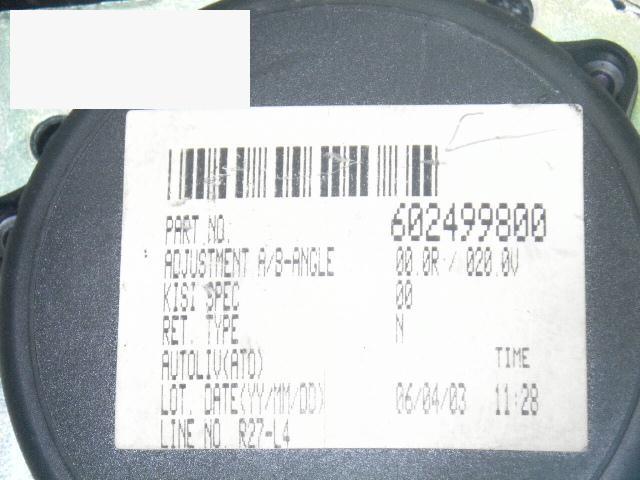 PART.NO. 602499800
ADJUSTMENT A/B-ANGLE 00.0R / 020.0V
KISI SPEC 00
RET. TYPE N
AUTOLIV(ATO) TIME
LOT. DATE(YY/MM/DD) 06/04/03 11:28
LINE NO. R27-L4